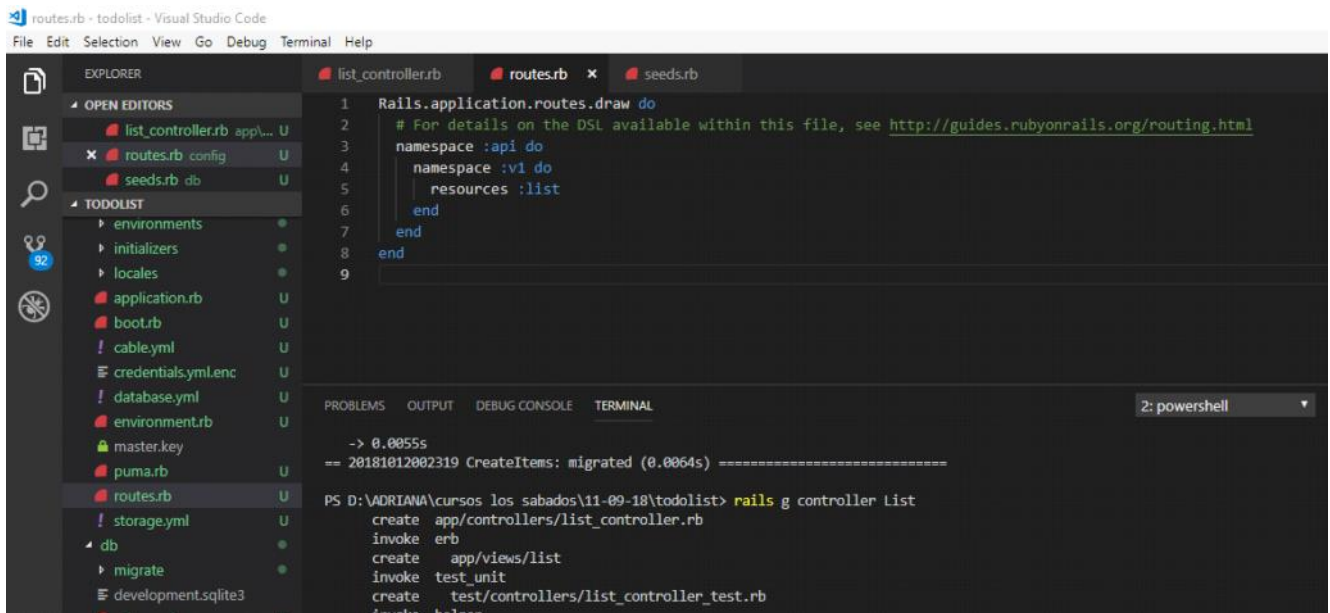 routes.rb - todolist - Visual Studio Code
File Edit Selection View Go Debug Terminal Help
EXPLORER
OPEN EDITORS
list_controller.rb app\... U
routes.rb config U
seeds.rb db U
TODOLIST
environments
initializers
locales
application.rb U
boot.rb U
cable.yml U
credentials.yml.enc U
database.yml U
environment.rb U
master.key
puma.rb U
routes.rb U
storage.yml U
db
migrate
development.sqlite3
92
list_controller.rb routes.rb × seeds.rb
1 Rails.application.routes.draw do
2 # For details on the DSL available within this file, see http://guides.rubyonrails.org/routing.html
3 namespace :api do
4 namespace :v1 do
5 resources :list
6 end
7 end
8 end
9
PROBLEMS OUTPUT DEBUG CONSOLE TERMINAL 2: powershell
-> 0.0055s
== 20181012002319 CreateItems: migrated (0.0064s) =============================
PS D:\ADRIANA\cursos los sabados\11-09-18\todolist> rails g controller List
create app/controllers/list_controller.rb
invoke erb
create app/views/list
invoke test_unit
create test/controllers/list_controller_test.rb